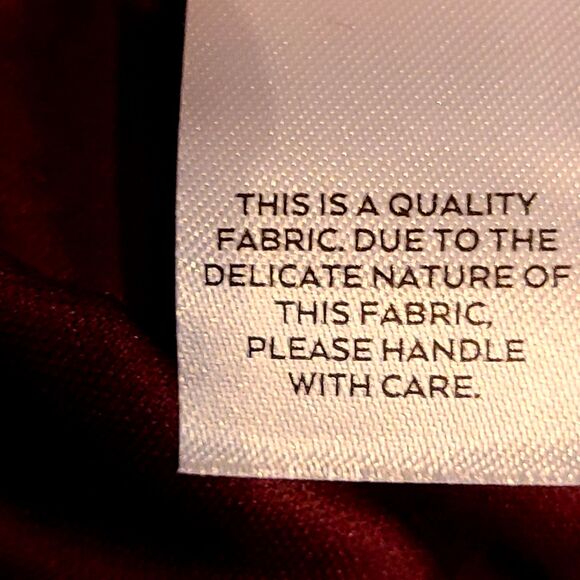 THIS IS A QUALITY
FABRIC. DUE TO THE
DELICATE NATURE OF
THIS FABRIC,
PLEASE HANDLE
WITH CARE.